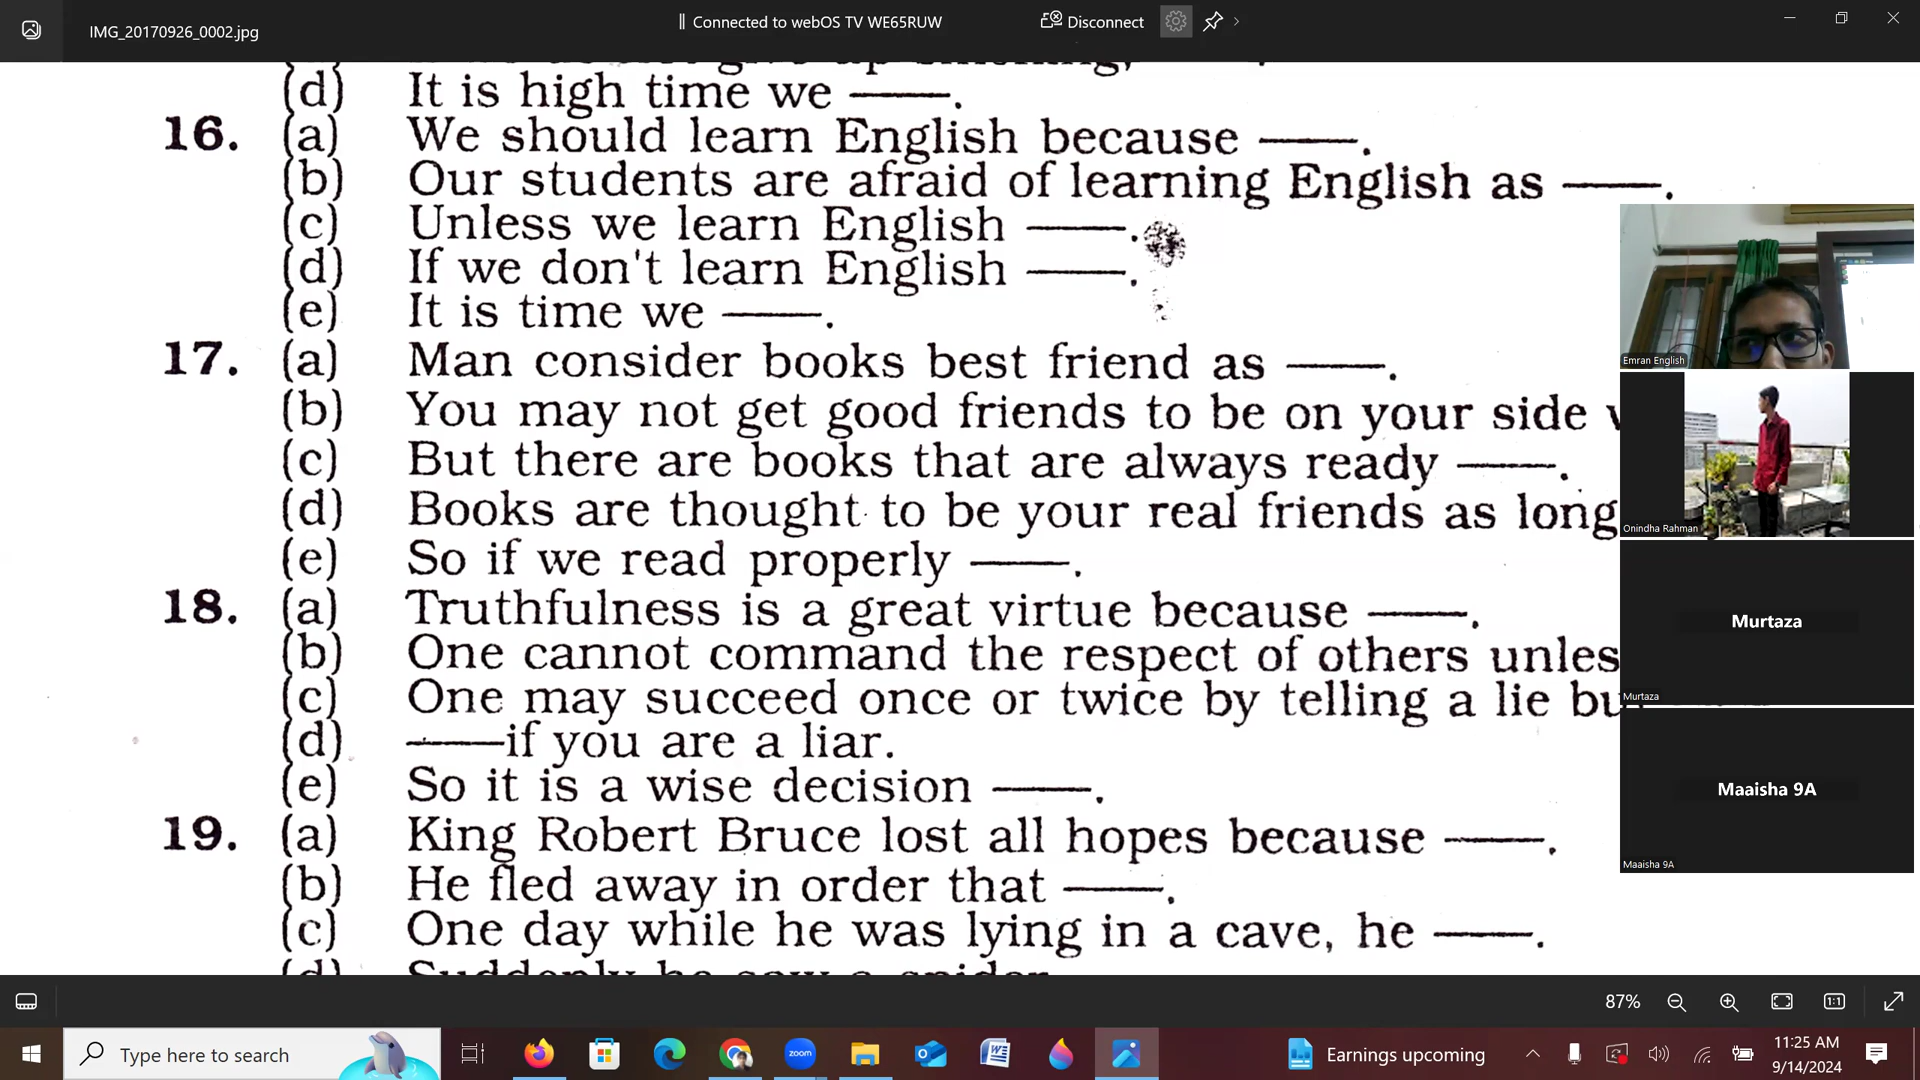 IMG_20170926_0002.jpg
Connected to webOS TV WE65RUW
Disconnect
(d) It is high time we ——.
16. (a) We should learn English because ——.
(b) Our students are afraid of learning English as ——.
(c) Unless we learn English ——.
(d) If we don't learn English ——.
(e) It is time we ——.
17. (a) Man consider books best friend as ——.
(b) You may not get good friends to be on your side
(c) But there are books that are always ready ——.
(d) Books are thought to be your real friends as long
(e) So if we read properly ——.
18. (a) Truthfulness is a great virtue because ——.
(b) One cannot command the respect of others unles
(c) One may succeed once or twice by telling a lie bu
(d) ——if you are a liar.
(e) So it is a wise decision ——.
19. (a) King Robert Bruce lost all hopes because ——.
(b) He fled away in order that ——.
(c) One day while he was lying in a cave, he ——.
(d) Suddenly he saw a spider
Emran English
Onindha Rahman
Murtaza
Murtaza
Maaisha 9A
Maaisha 9A
87%
1:1
Type here to search
zoom
Earnings upcoming
11:25 AM
9/14/2024